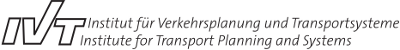 IVT Institut für Verkehrsplanung und Transportsysteme
Institute for Transport Planning and Systems